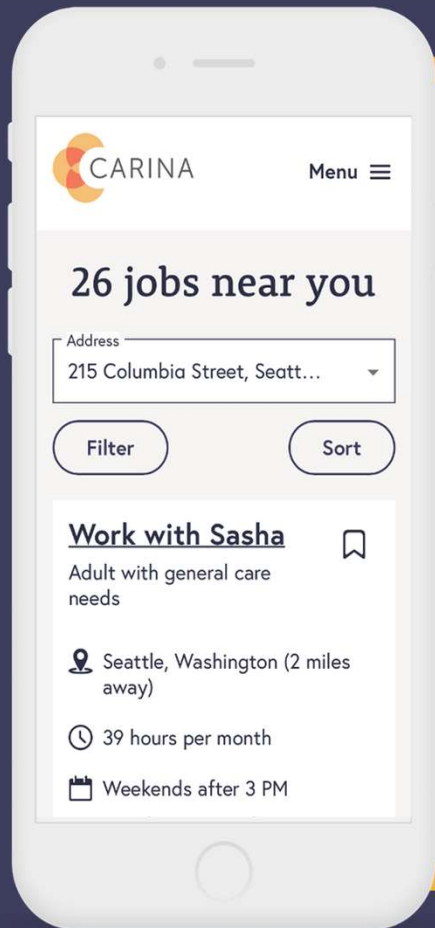 CARINA
Menu
26 jobs near you
Address
215 Columbia Street, Seatt...
Filter
Sort
Work with Sasha
Adult with general care
needs
Seattle, Washington (2 miles
away)
39 hours per month
Weekends after 3 PM